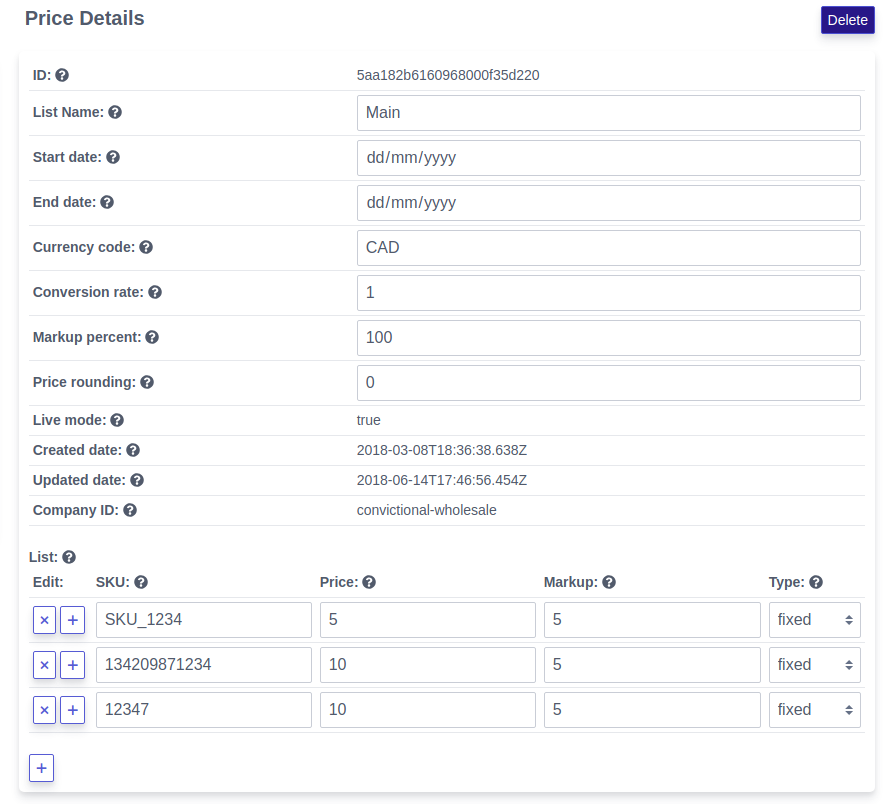 Price Details
Delete
ID: 5aa182b6160968000f35d220
List Name: Main
Start date: dd/mm/yyyy
End date: dd/mm/yyyy
Currency code: CAD
Conversion rate: 1
Markup percent: 100
Price rounding: 0
Live mode: true
Created date: 2018-03-08T18:36:38.638Z
Updated date: 2018-06-14T17:46:56.454Z
Company ID: convictional-wholesale
List:
Edit: SKU: Price: Markup: Type:
× + SKU_1234 5 5 fixed
× + 134209871234 10 5 fixed
× + 12347 10 5 fixed
+